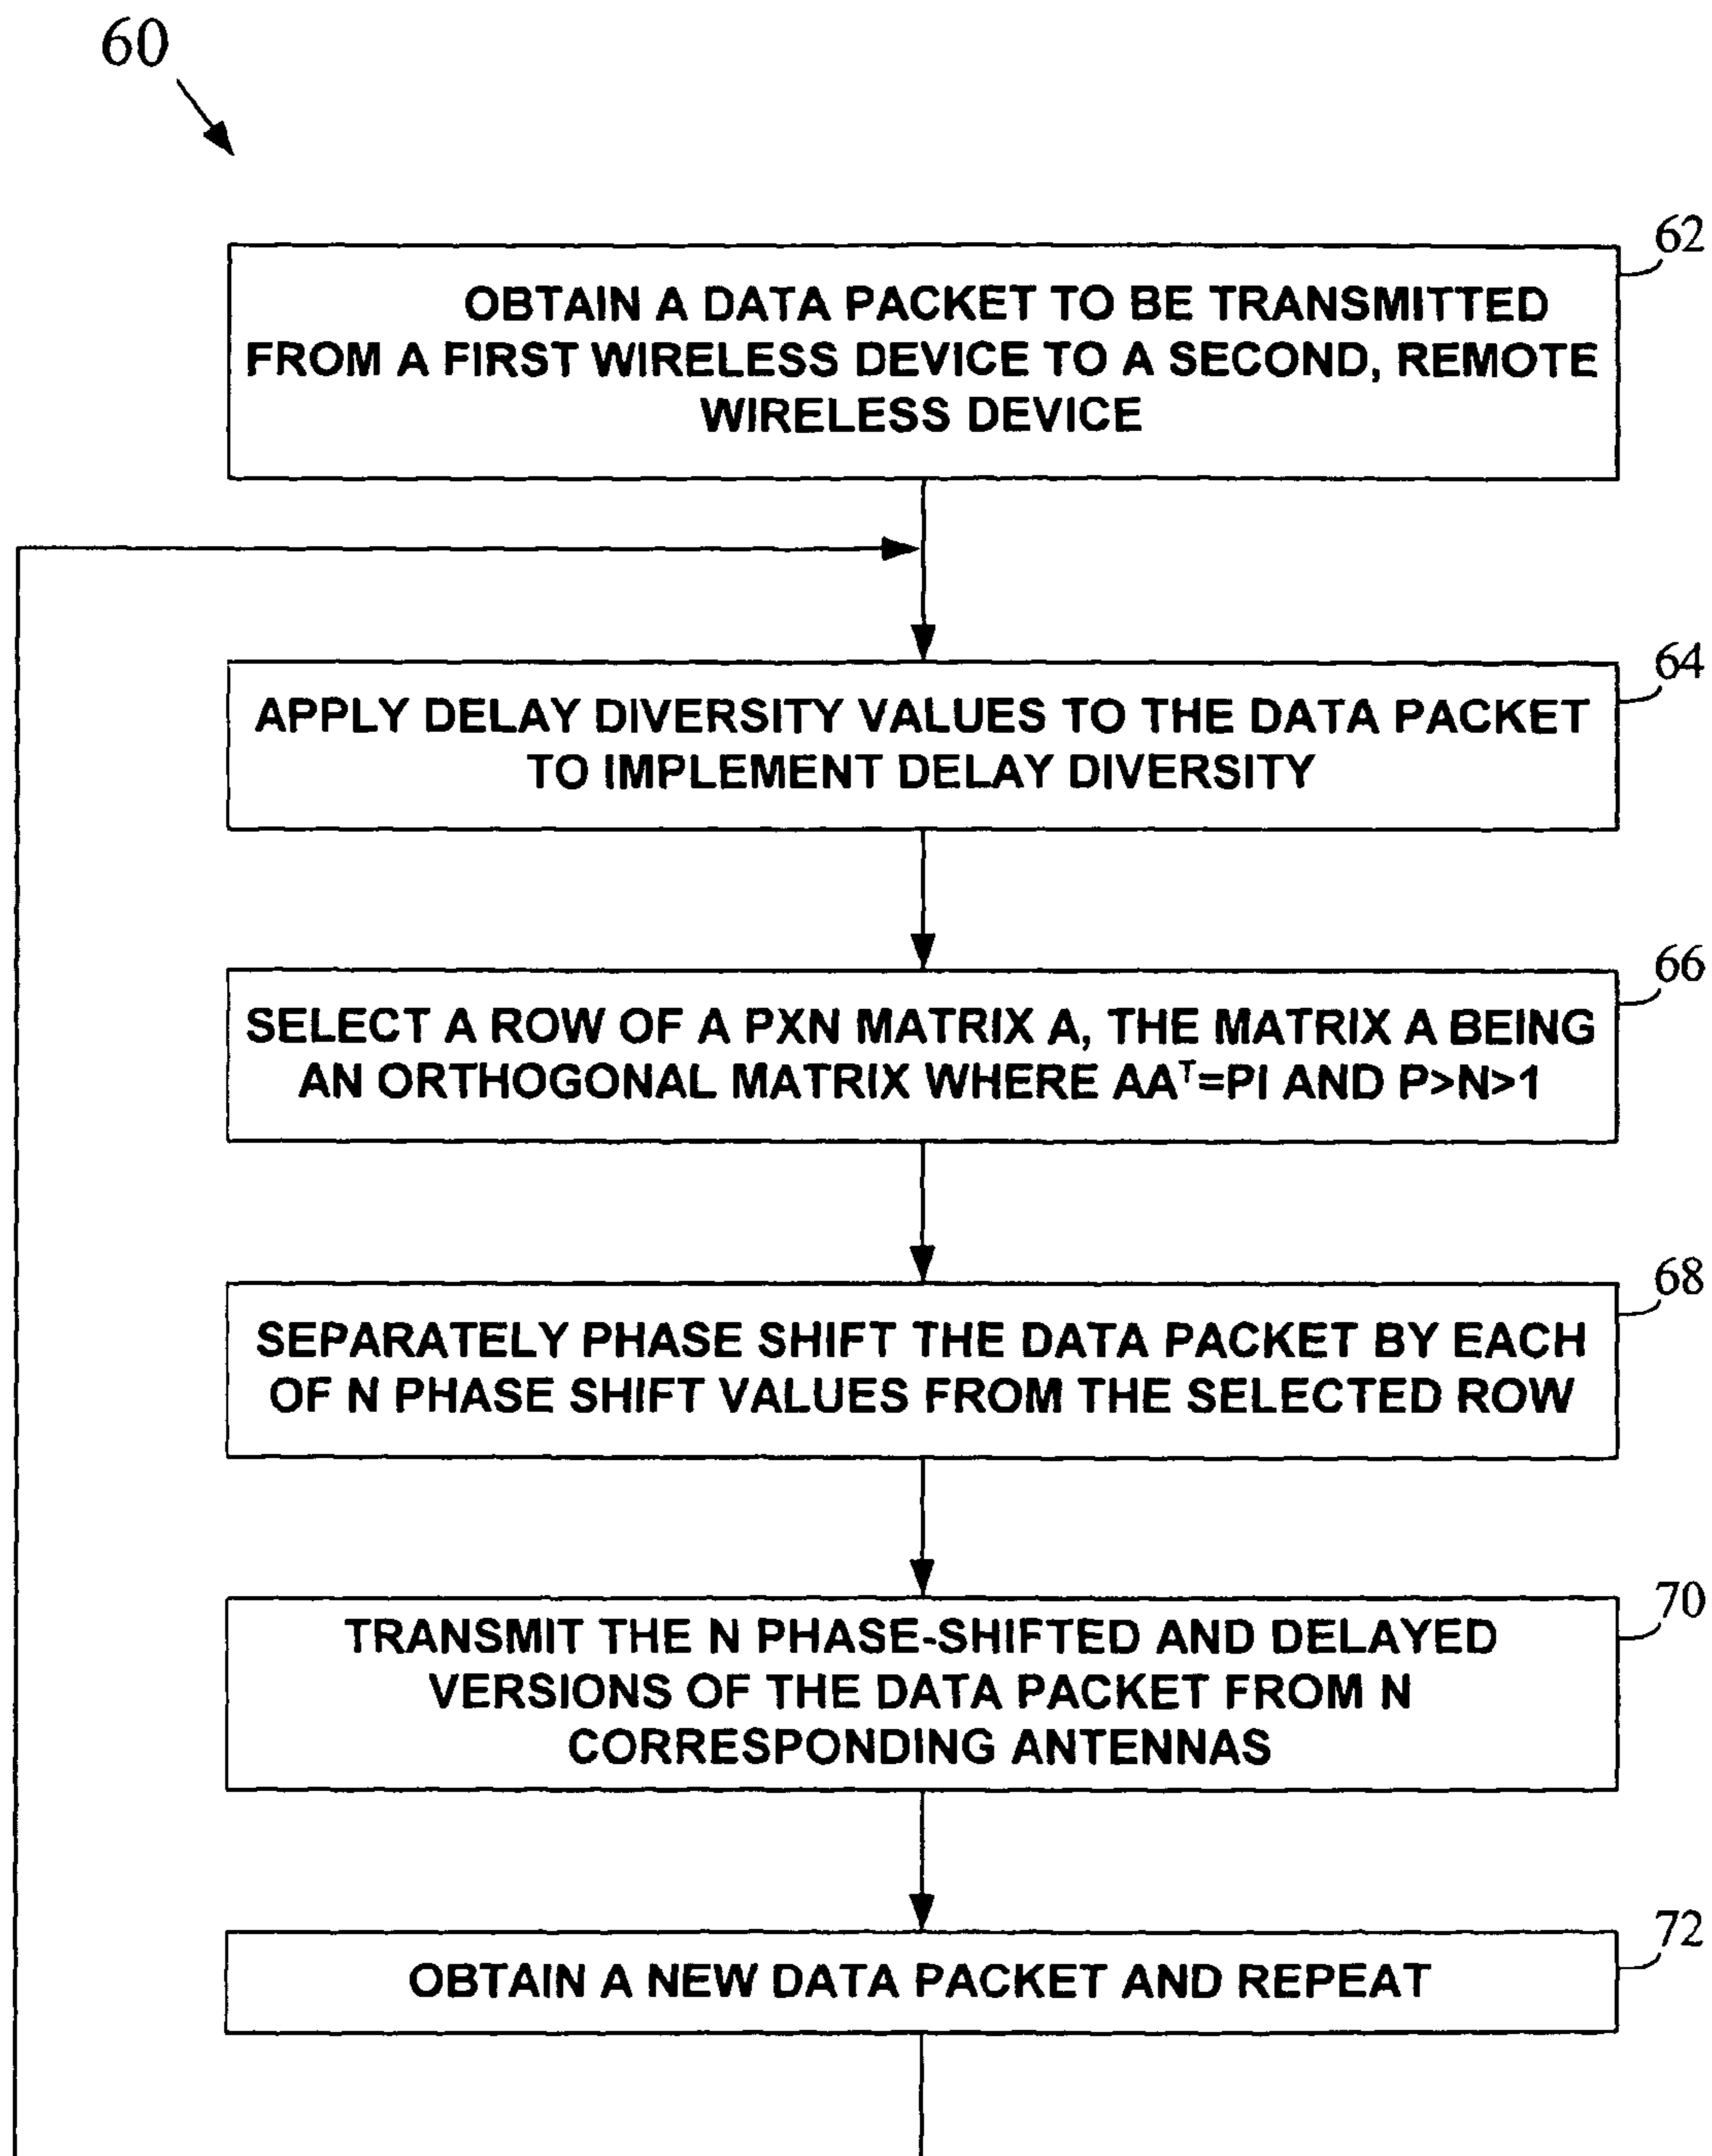 60
62
OBTAIN A DATA PACKET TO BE TRANSMITTED
FROM A FIRST WIRELESS DEVICE TO A SECOND, REMOTE
WIRELESS DEVICE
64
APPLY DELAY DIVERSITY VALUES TO THE DATA PACKET
TO IMPLEMENT DELAY DIVERSITY
66
SELECT A ROW OF A PXN MATRIX A, THE MATRIX A BEING
AN ORTHOGONAL MATRIX WHERE AAᵀ=PI AND P>N>1
68
SEPARATELY PHASE SHIFT THE DATA PACKET BY EACH
OF N PHASE SHIFT VALUES FROM THE SELECTED ROW
70
TRANSMIT THE N PHASE-SHIFTED AND DELAYED
VERSIONS OF THE DATA PACKET FROM N
CORRESPONDING ANTENNAS
72
OBTAIN A NEW DATA PACKET AND REPEAT